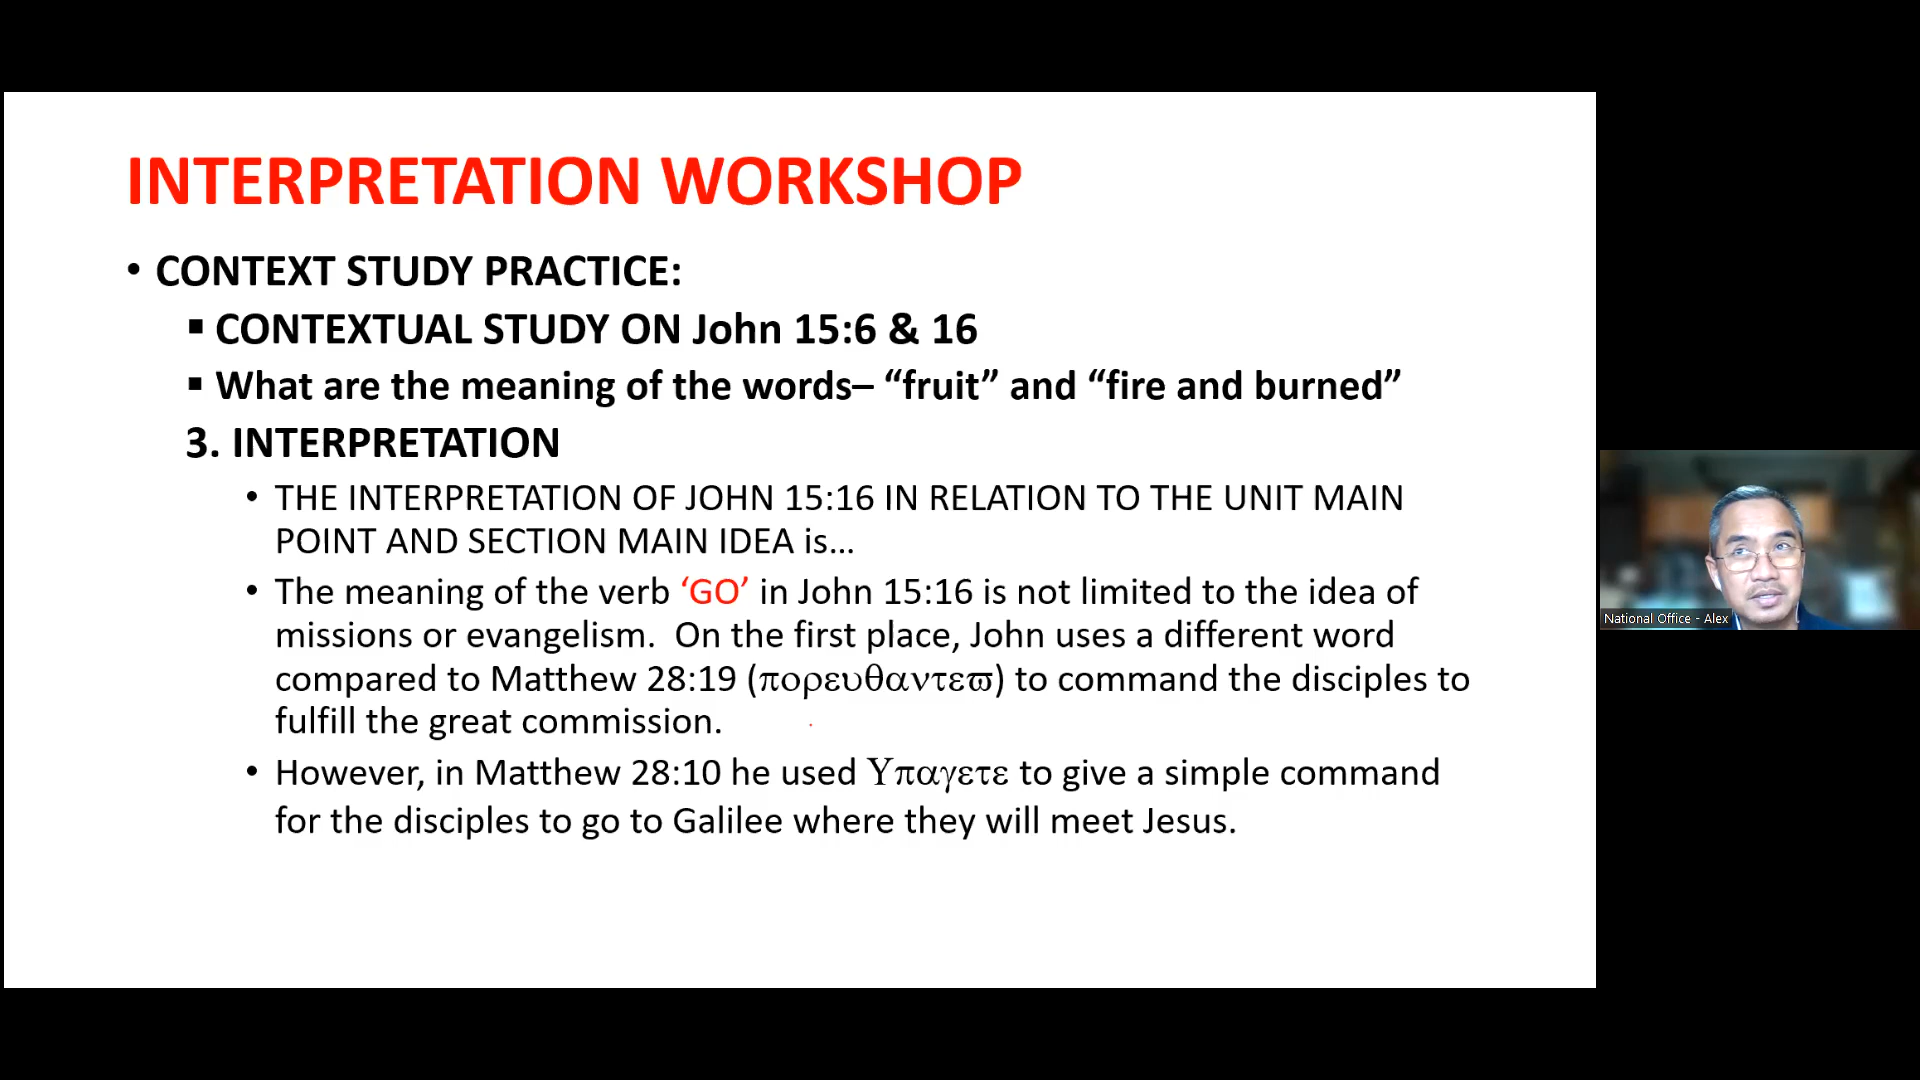 INTERPRETATION WORKSHOP
• CONTEXT STUDY PRACTICE:
▪ CONTEXTUAL STUDY ON John 15:6 & 16
▪ What are the meaning of the words– “fruit” and “fire and burned”
3. INTERPRETATION
• THE INTERPRETATION OF JOHN 15:16 IN RELATION TO THE UNIT MAIN
POINT AND SECTION MAIN IDEA is...
• The meaning of the verb ‘GO’ in John 15:16 is not limited to the idea of
missions or evangelism.  On the first place, John uses a different word
compared to Matthew 28:19 (πορευθαντεϖ) to command the disciples to
fulfill the great commission.
• However, in Matthew 28:10 he used Υπαγετε to give a simple command
for the disciples to go to Galilee where they will meet Jesus.
National Office - Alex